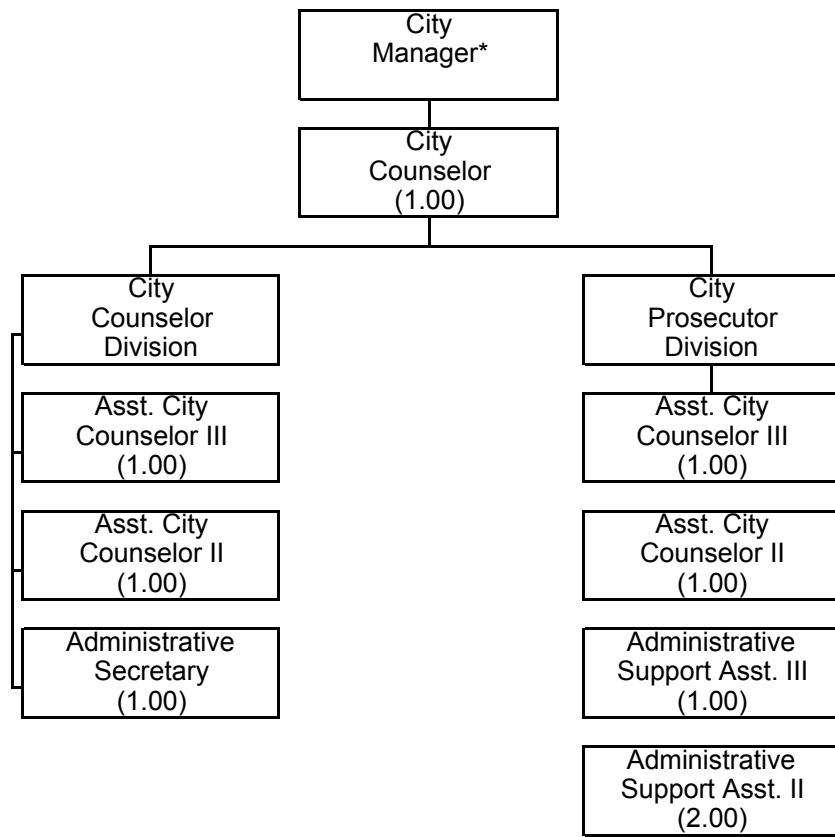 City
Manager*
City
Counselor
(1.00)
City
Counselor
Division
City
Prosecutor
Division
Asst. City
Counselor III
(1.00)
Asst. City
Counselor III
(1.00)
Asst. City
Counselor II
(1.00)
Asst. City
Counselor II
(1.00)
Administrative
Secretary
(1.00)
Administrative
Support Asst. III
(1.00)
Administrative
Support Asst. II
(2.00)